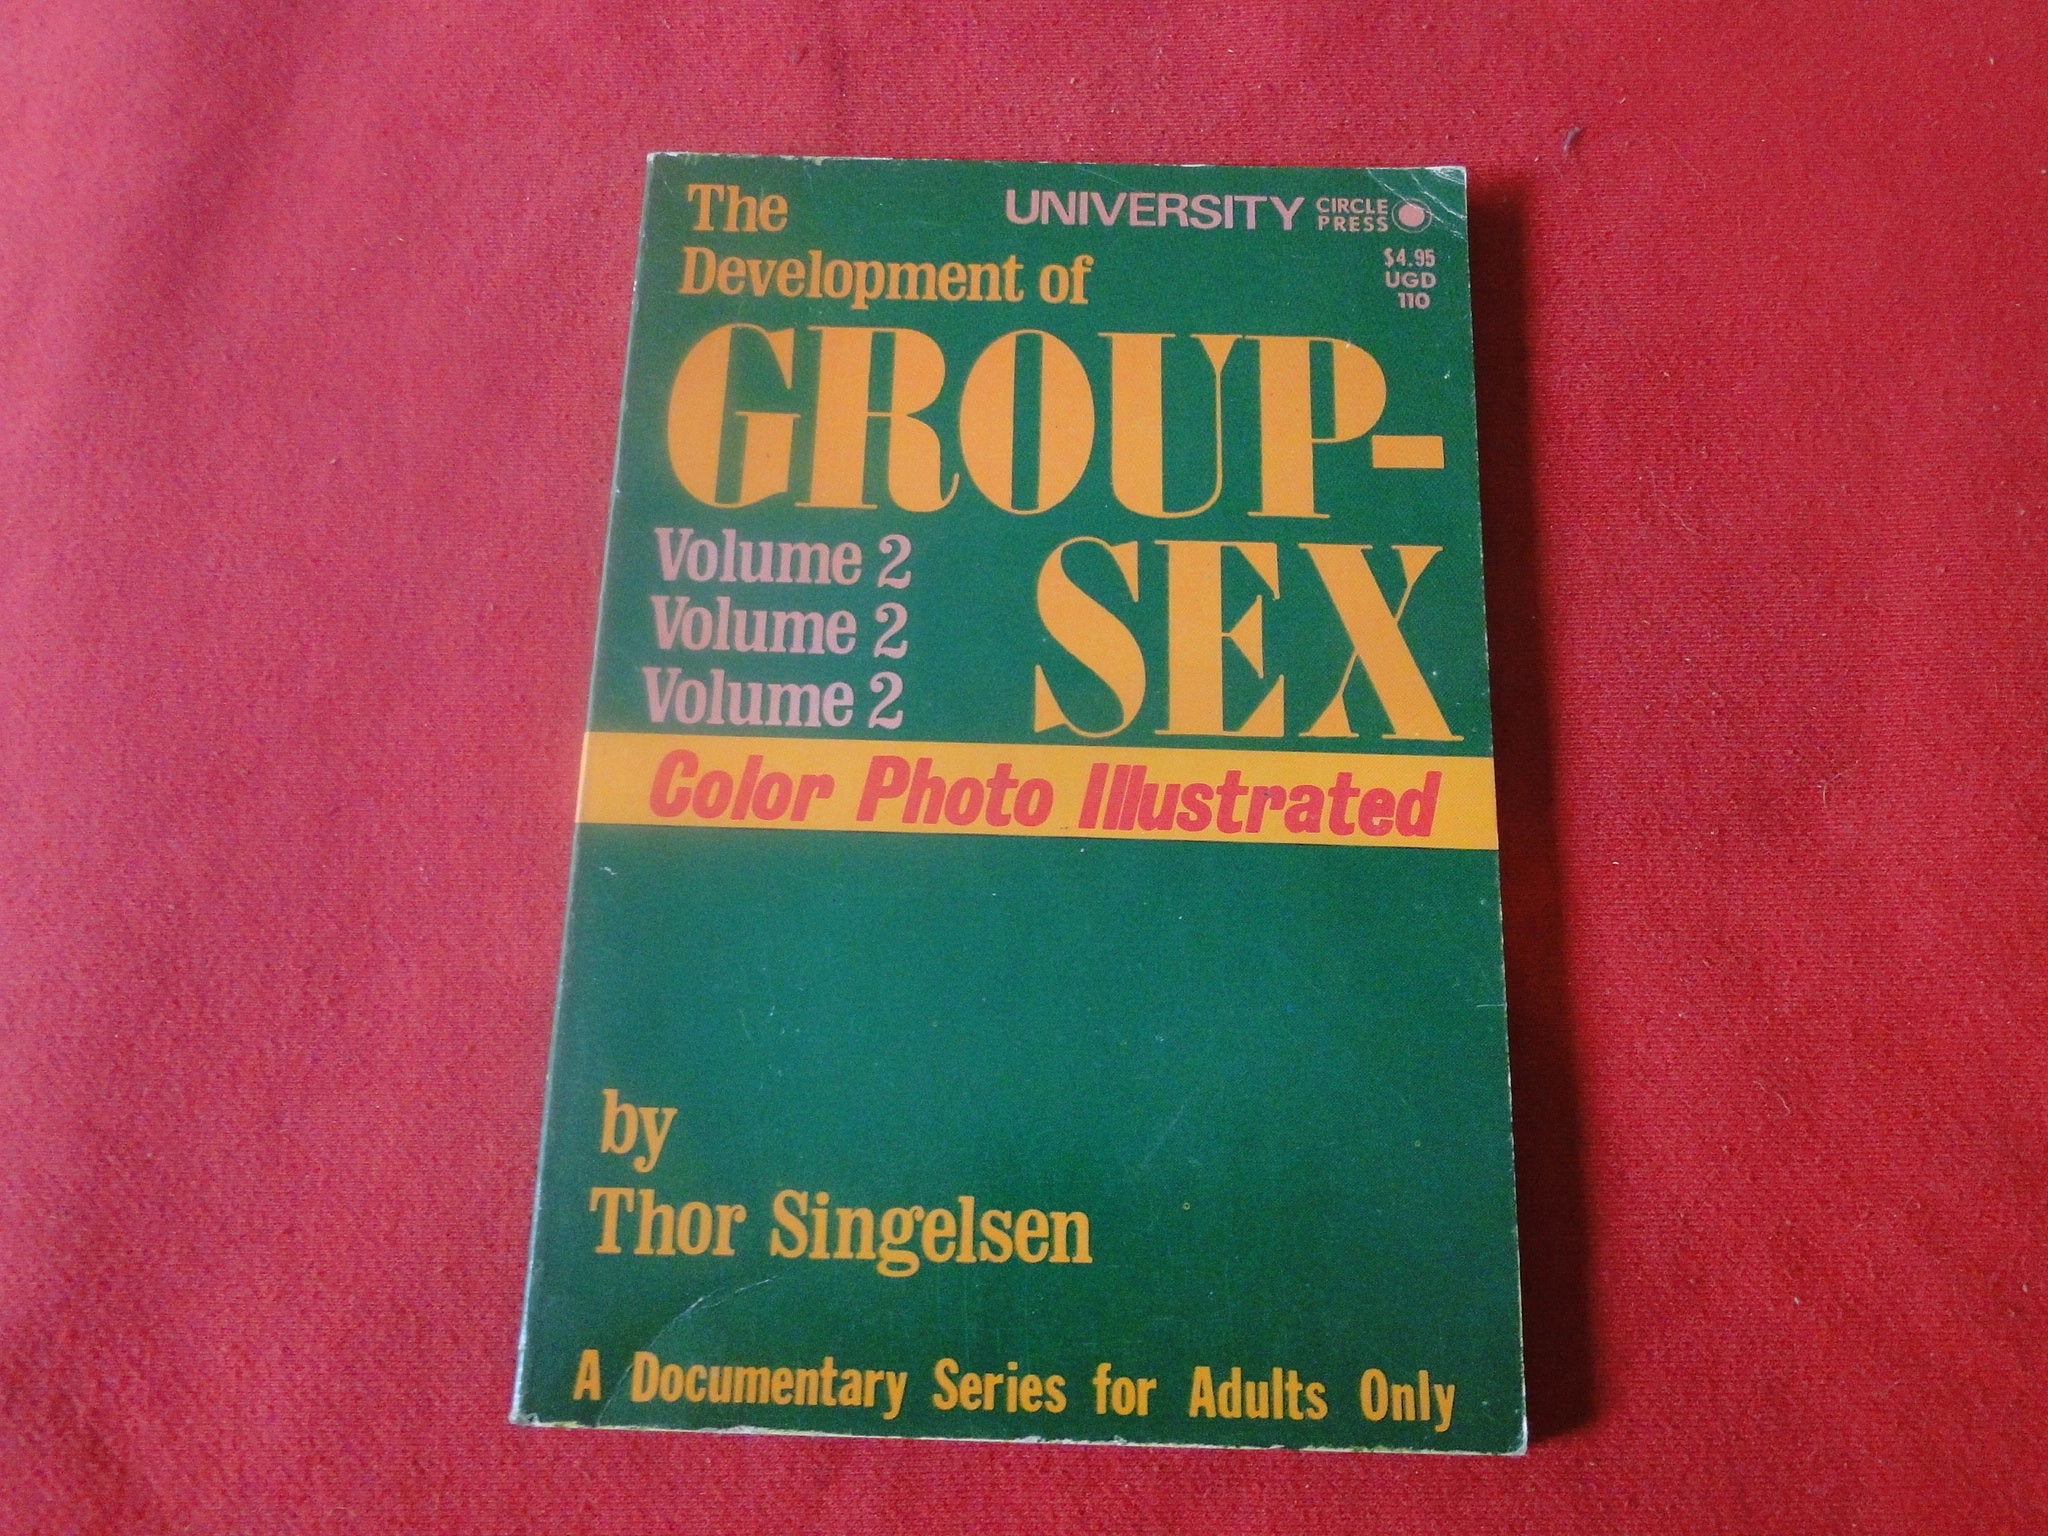 The
Development of
UNIVERSITY CIRCLE PRESS
$4.95
UGD
110
GROUP-
SEX
Volume 2
Volume 2
Volume 2
Color Photo Illustrated
by
Thor Singelsen
A Documentary Series for Adults Only